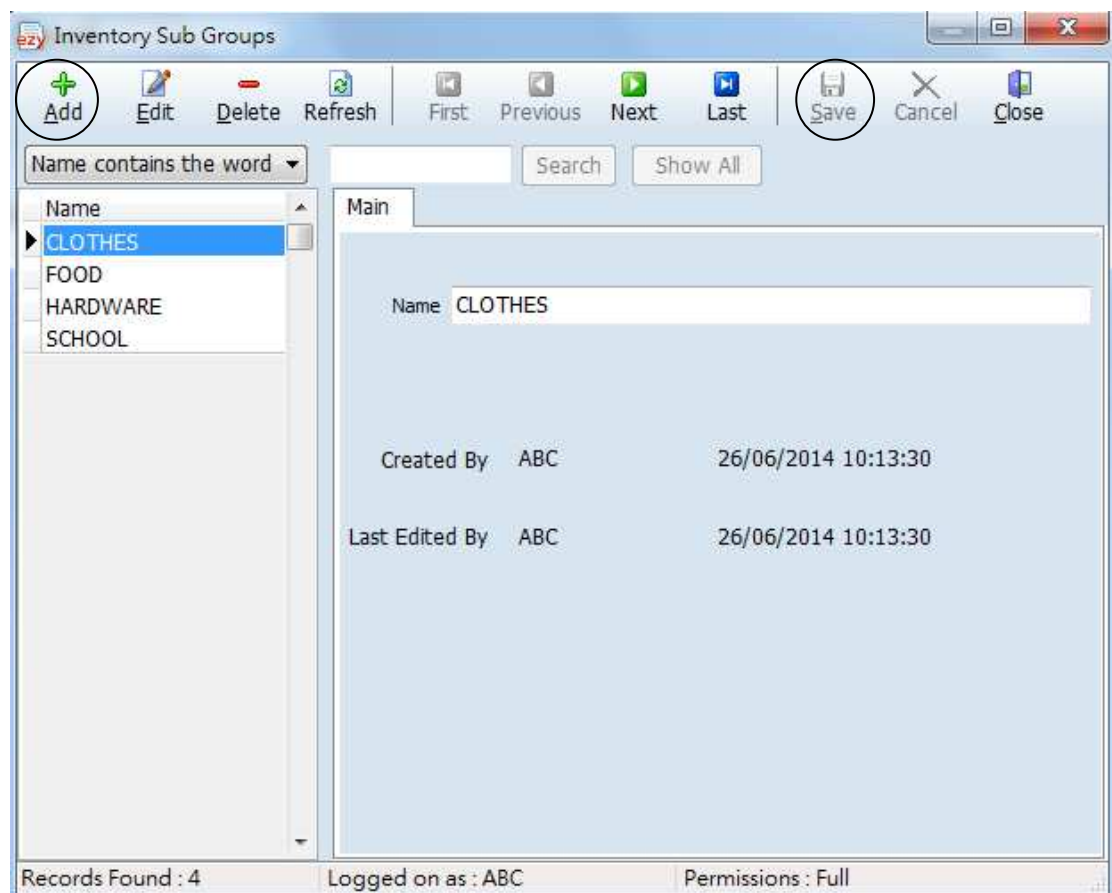 ezy Inventory Sub Groups
Add Edit Delete Refresh First Previous Next Last Save Cancel Close
Name contains the word Search Show All
Name
CLOTHES
FOOD
HARDWARE
SCHOOL
Main
Name CLOTHES
Created By ABC 26/06/2014 10:13:30
Last Edited By ABC 26/06/2014 10:13:30
Records Found : 4 Logged on as : ABC Permissions : Full